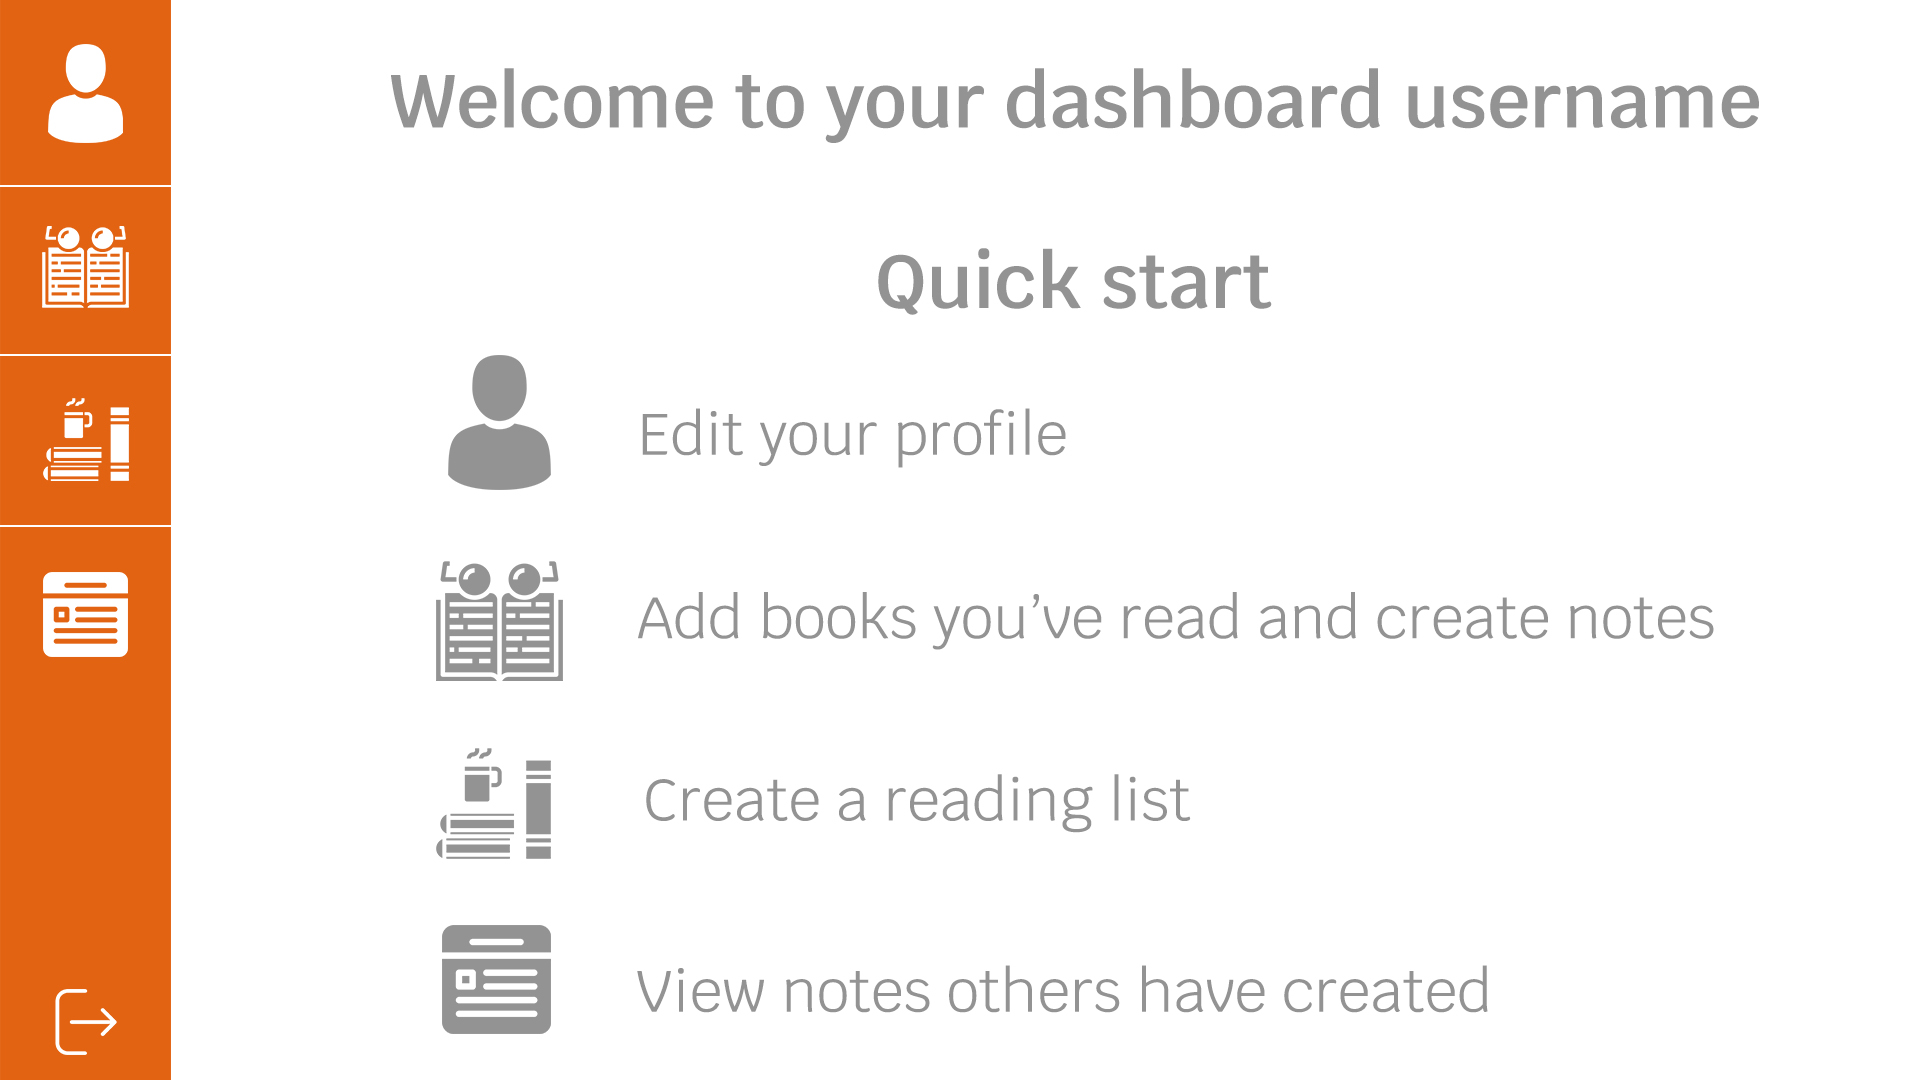 Welcome to your dashboard username
Quick start
Edit your profile
Add books you’ve read and create notes
Create a reading list
View notes others have created